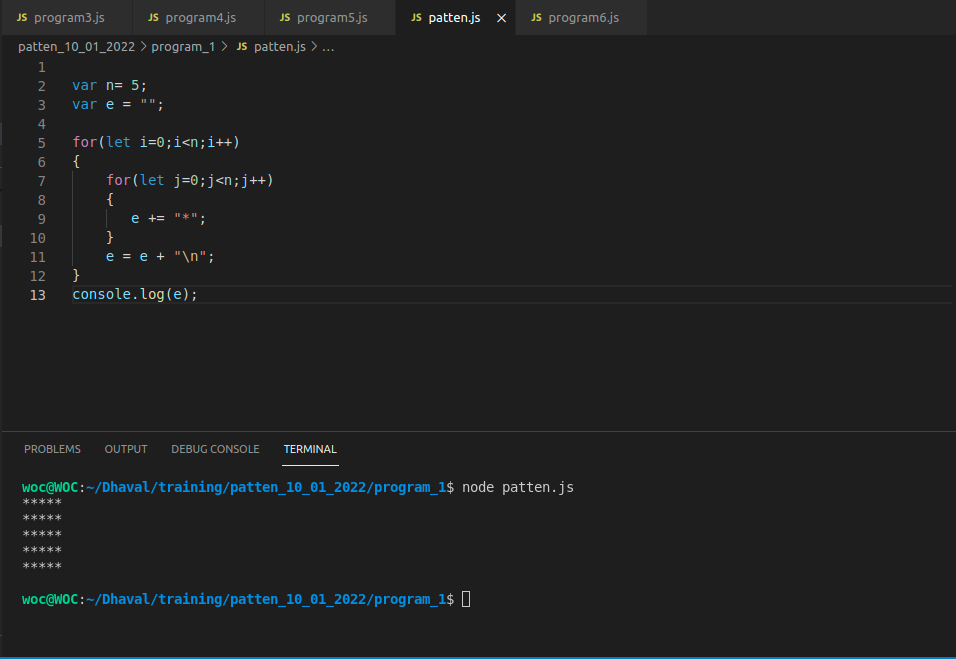 JS program3.js JS program4.js JS program5.js JS patten.js × JS program6.js
patten_10_01_2022 > program_1 > JS patten.js > ...
1
2 var n= 5;
3 var e = "";
4
5 for(let i=0;i<n;i++)
6 {
7 for(let j=0;j<n;j++)
8 {
9 e += "*";
10 }
11 e = e + "\n";
12 }
13 console.log(e);
PROBLEMS OUTPUT DEBUG CONSOLE TERMINAL
woc@WOC:~/Dhaval/training/patten_10_01_2022/program_1$ node patten.js
*****
*****
*****
*****
*****
woc@WOC:~/Dhaval/training/patten_10_01_2022/program_1$